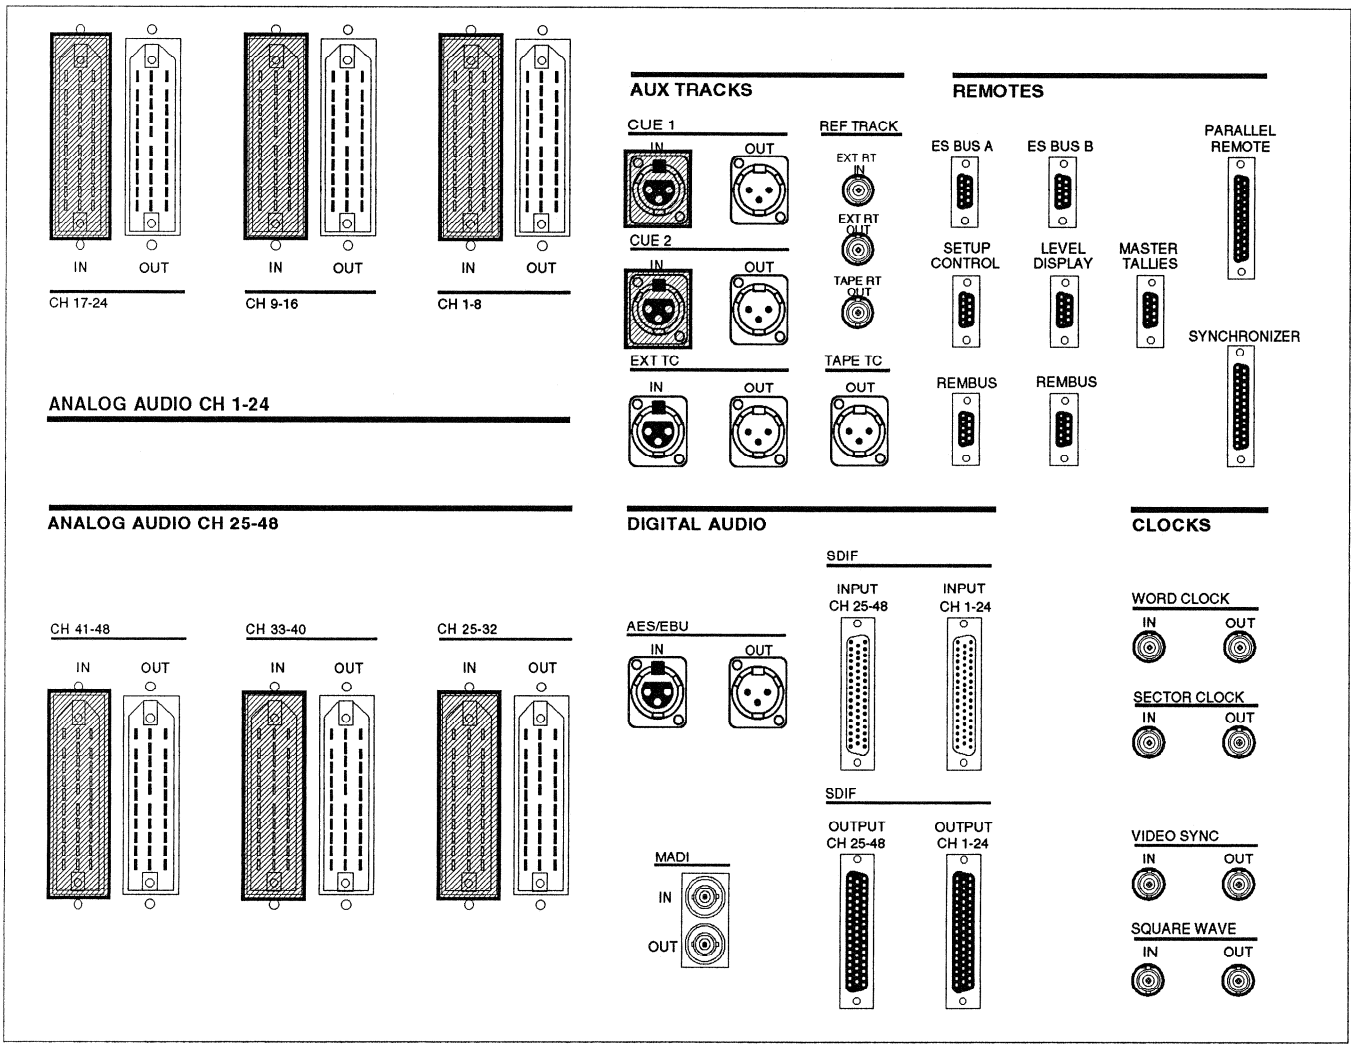 IN
OUT
IN
OUT
IN
OUT
CH 17-24
CH 9-16
CH 1-8
ANALOG AUDIO CH 1-24
AUX TRACKS
CUE 1
IN
OUT
REF TRACK
EXT RT
IN
EXT RT
OUT
TAPE RT
OUT
CUE 2
IN
OUT
EXT TC
IN
OUT
TAPE TC
OUT
REMOTES
ES BUS A
ES BUS B
PARALLEL
REMOTE
SETUP
CONTROL
LEVEL
DISPLAY
MASTER
TALLIES
SYNCHRONIZER
REMBUS
REMBUS
ANALOG AUDIO CH 25-48
CH 41-48
CH 33-40
CH 25-32
IN
OUT
IN
OUT
IN
OUT
DIGITAL AUDIO
SDIF
INPUT
CH 25-48
INPUT
CH 1-24
AES/EBU
IN
OUT
SDIF
OUTPUT
CH 25-48
OUTPUT
CH 1-24
MADI
IN
OUT
CLOCKS
WORD CLOCK
IN
OUT
SECTOR CLOCK
IN
OUT
VIDEO SYNC
IN
OUT
SQUARE WAVE
IN
OUT